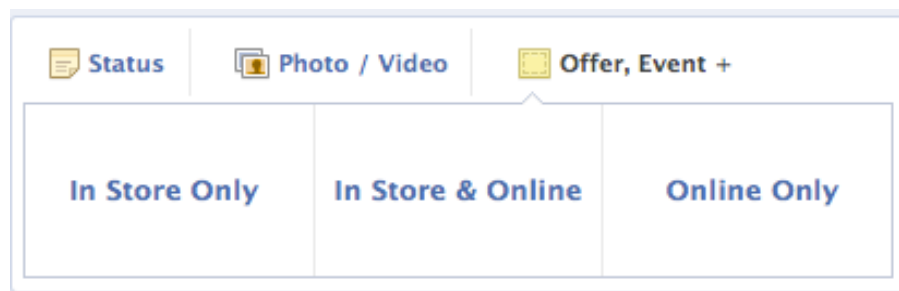 Status Photo / Video Offer, Event +
In Store Only In Store & Online Online Only